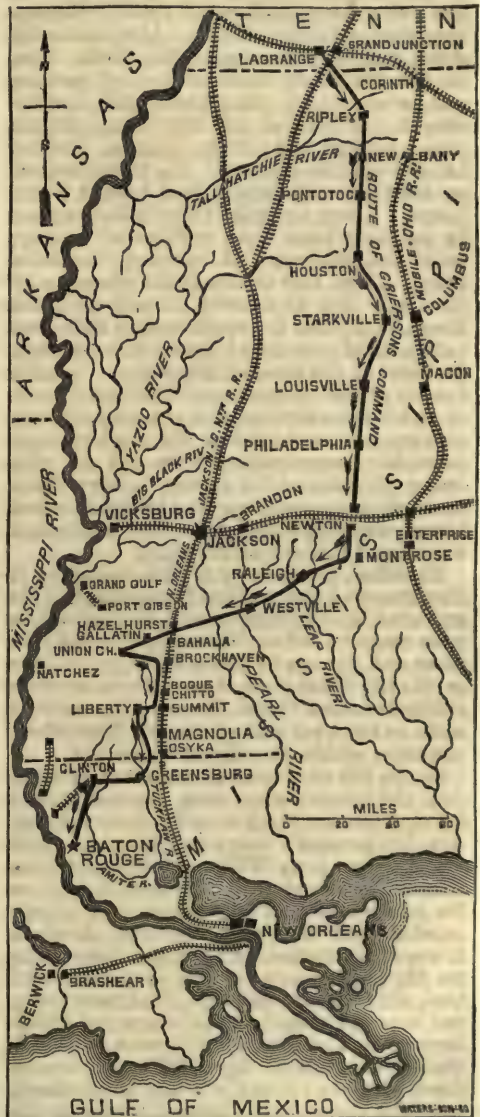 TENN
GRAND JUNCTION
LAGRANGE
CORINTH
RIPLEY
NEW ALBANY
TALLAHATCHIE RIVER
PONTOTOC
ROUTE OF GRIERSONS COMMAND
MOBILE & OHIO R.R.
HOUSTON
COLUMBUS
STARKVILLE
ARKANSAS
MACON
LOUISVILLE
YAZOO RIVER
PHILADELPHIA
BIG BLACK RIV
VICKSBURG
BRANDON
JACKSON
NEWTON
ENTERPRISE
MONTROSE
N. ORLEANS JACKSON & G. NTH R.R.
MISSISSIPPI RIVER
RALEIGH
GRAND GULF
PORT GIBSON
WESTVILLE
LEAF RIVER
HAZELHURST
GALLATIN
UNION CH.
BAHALA
BROCKHAVEN
NATCHEZ
BOGUE CHITTO
PEARL RIVER
LIBERTY
SUMMIT
MAGNOLIA
OSYKA
MISSISSIPPI
CLINTON
GREENSBURG
MILES
0 20 40 60
BATON ROUGE
AMITE R.
NEW ORLEANS
BERWICK
BRASHEAR
GULF OF MEXICO